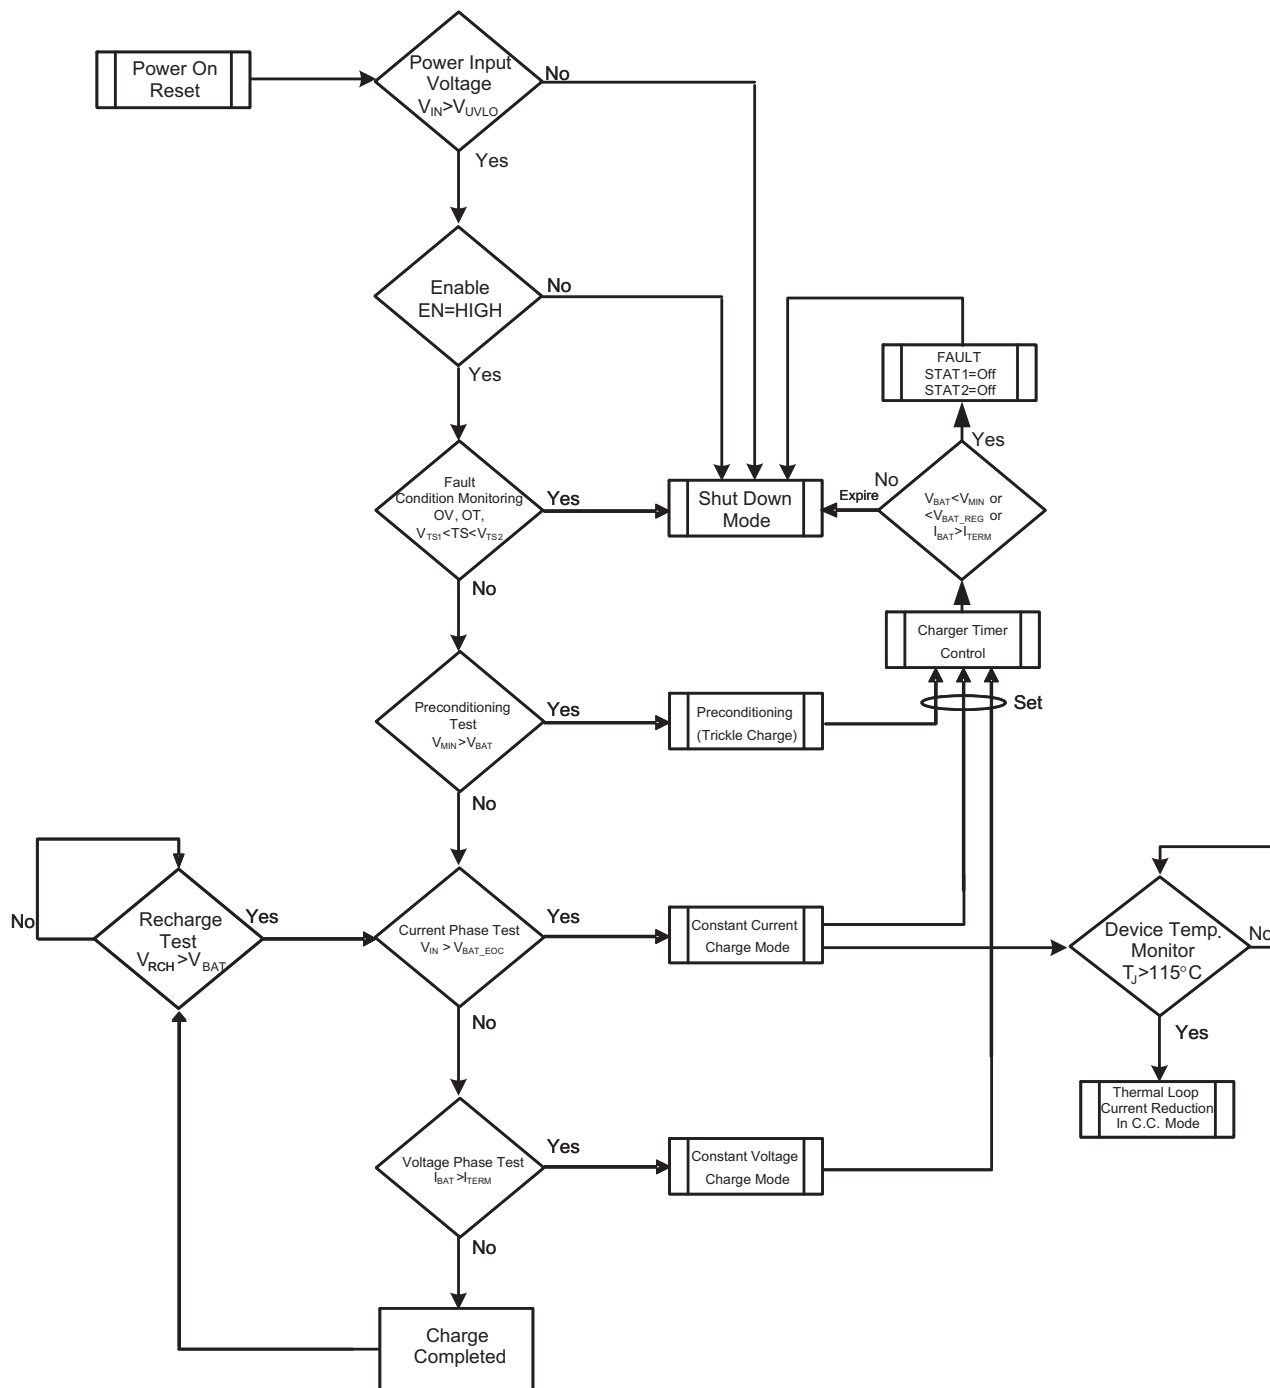 Power On
Reset
Power Input
Voltage
VIN>VUVLO
No
Yes
Enable
EN=HIGH
No
Yes
FAULT
STAT1=Off
STAT2=Off
Yes
Fault
Condition Monitoring
OV, OT,
VTS1<TS<VTS2
Yes
No
Shut Down
Mode
No
Expire
VBAT<VMIN or
<VBAT_REG or
IBAT>ITERM
Charger Timer
Control
Set
Preconditioning
Test
VMIN>VBAT
Yes
No
Preconditioning
(Trickle Charge)
No
Recharge
Test
VRCH>VBAT
Yes
Current Phase Test
VIN > VBAT_EOC
Yes
No
Constant Current
Charge Mode
Device Temp.
Monitor
TJ>115°C
No
Yes
Thermal Loop
Current Reduction
In C.C. Mode
Voltage Phase Test
IBAT >ITERM
Yes
No
Constant Voltage
Charge Mode
Charge
Completed